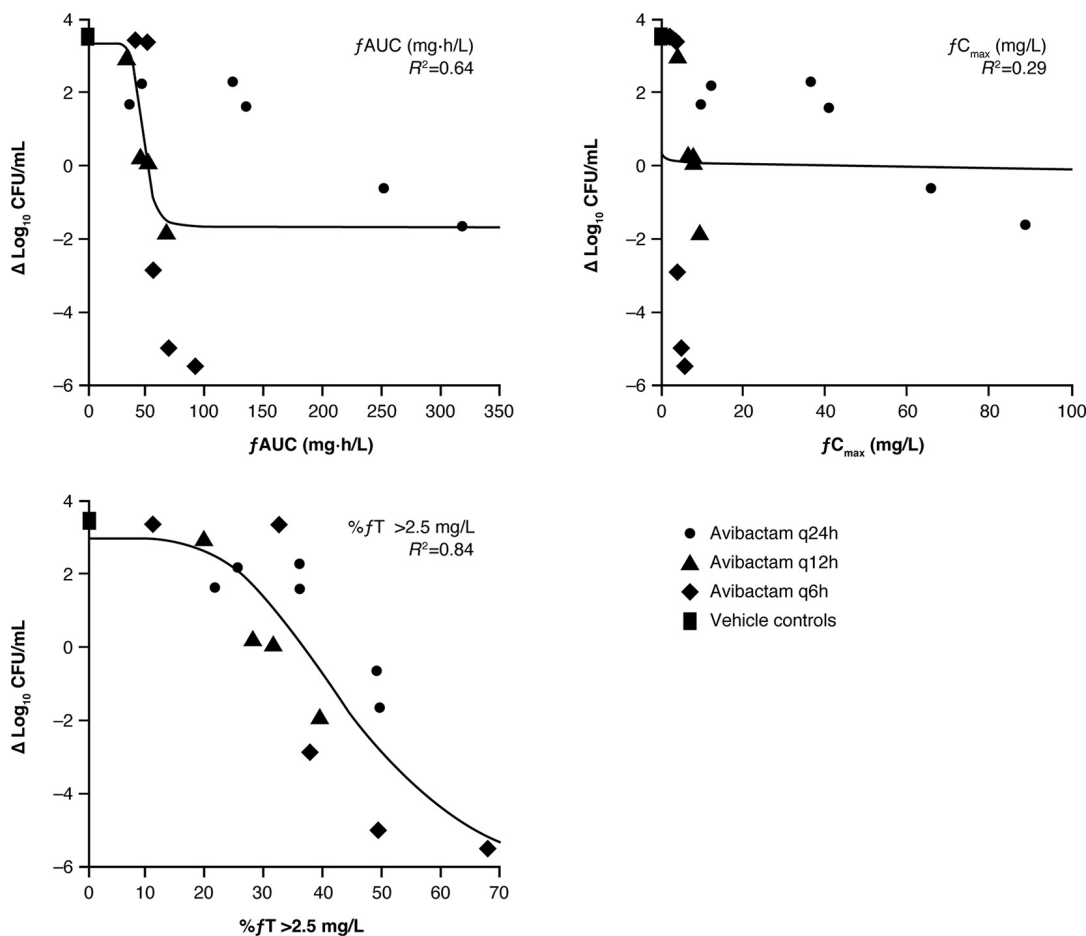 4
2
0
–2
–4
–6
Δ Log10 CFU/mL
ƒAUC (mg·h/L)
R²=0.64
0 50 100 150 200 250 300 350
ƒAUC (mg·h/L)
4
2
0
–2
–4
–6
Δ Log10 CFU/mL
ƒCmax (mg/L)
R²=0.29
0 20 40 60 80 100
ƒCmax (mg/L)
4
2
0
–2
–4
–6
Δ Log10 CFU/mL
%ƒT >2.5 mg/L
R²=0.84
0 10 20 30 40 50 60 70
%ƒT >2.5 mg/L
Avibactam q24h
Avibactam q12h
Avibactam q6h
Vehicle controls